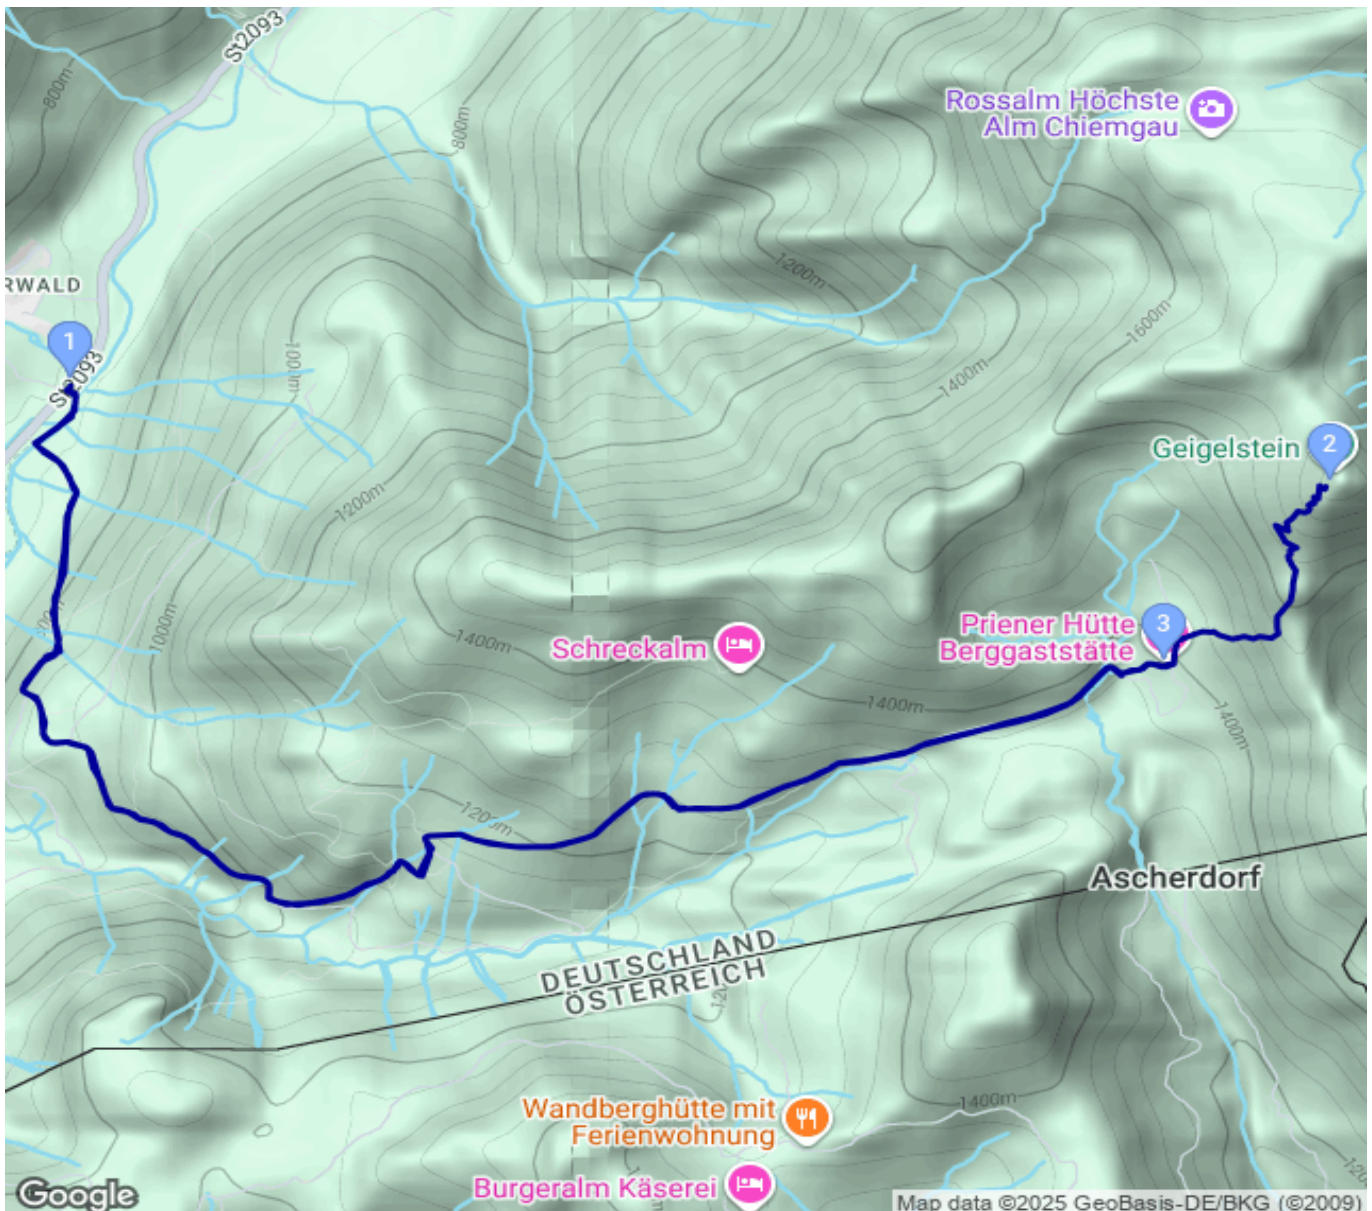 St2093
800m
800m
Rossalm Höchste
Alm Chiemgau
1200m
RWALD
1
1600m
1000m
St2093
1400m
Geigelstein
2
1200m
Priener Hütte
Berggaststätte
3
1000m
1400m
Schreckalm
1400m
1400m
Ascherdorf
DEUTSCHLAND
ÖSTERREICH
1400m
Wandberghütte mit
Ferienwohnung
Burgeralm Käserei
Google
Map data ©2025 GeoBasis-DE/BKG (©2009)